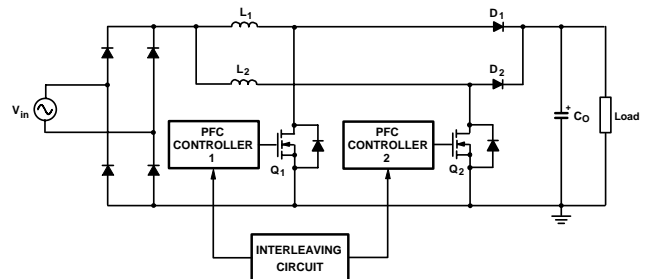 L1
D1
L2
D2
Vin
PFC
CONTROLLER
1
Q1
PFC
CONTROLLER
2
Q2
+
CO
Load
INTERLEAVING
CIRCUIT